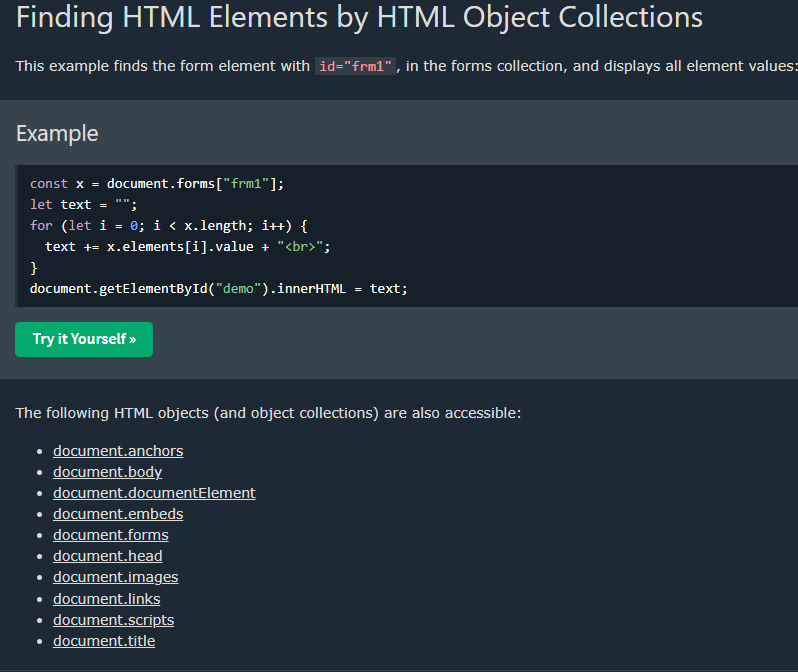 Finding HTML Elements by HTML Object Collections
This example finds the form element with id="frm1", in the forms collection, and displays all element values:
Example
const x = document.forms["frm1"];
let text = "";
for (let i = 0; i < x.length; i++) {
  text += x.elements[i].value + "<br>";
}
document.getElementById("demo").innerHTML = text;
Try it Yourself »
The following HTML objects (and object collections) are also accessible:
• document.anchors
• document.body
• document.documentElement
• document.embeds
• document.forms
• document.head
• document.images
• document.links
• document.scripts
• document.title